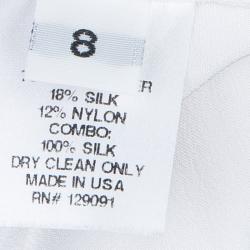 8
18% SILK
12% NYLON
COMBO:
100% SILK
DRY CLEAN ONLY
MADE IN USA
RN# 129091